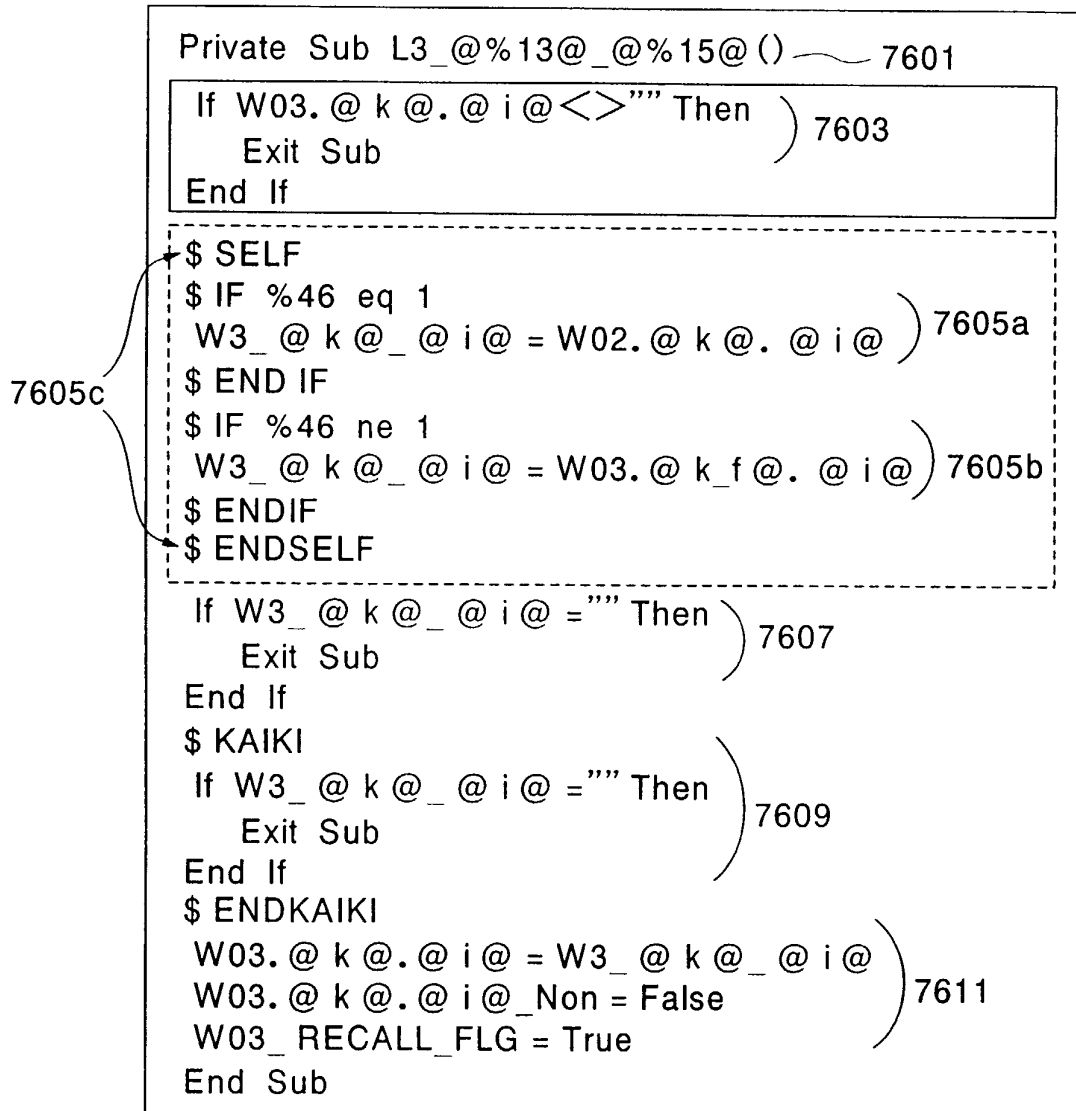 Private Sub L3_@%13@_@%15@() 7601
If W03.@k@.@i@<>"" Then
Exit Sub 7603
End If
$ SELF
$ IF %46 eq 1
W3_@k@_@i@ = W02.@k@.@i@ 7605a
$ END IF
7605c
$ IF %46 ne 1
W3_@k@_@i@ = W03.@k_f@.@i@ 7605b
$ ENDIF
$ ENDSELF
If W3_@k@_@i@ ="" Then
Exit Sub 7607
End If
$ KAIKI
If W3_@k@_@i@ ="" Then
Exit Sub 7609
End If
$ ENDKAIKI
W03.@k@.@i@ = W3_@k@_@i@
W03.@k@.@i@_Non = False 7611
W03_RECALL_FLG = True
End Sub